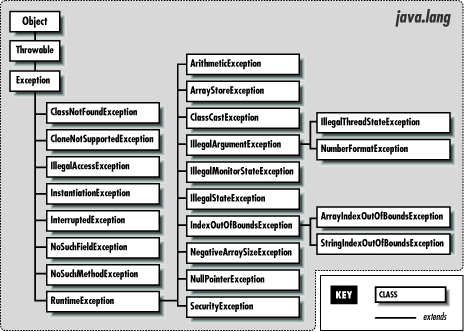 java.lang
Object
Throwable
Exception
ClassNotFoundException
CloneNotSupportedException
IllegalAccessException
InstantiationException
InterruptedException
NoSuchFieldException
NoSuchMethodException
RuntimeException
ArithmeticException
ArrayStoreException
ClassCastException
IllegalArgumentException
IllegalMonitorStateException
IllegalStateException
IndexOutOfBoundsException
NegativeArraySizeException
NullPointerException
SecurityException
IllegalThreadStateException
NumberFormatException
ArrayIndexOutOfBoundsException
StringIndexOutOfBoundsException
KEY
CLASS
extends